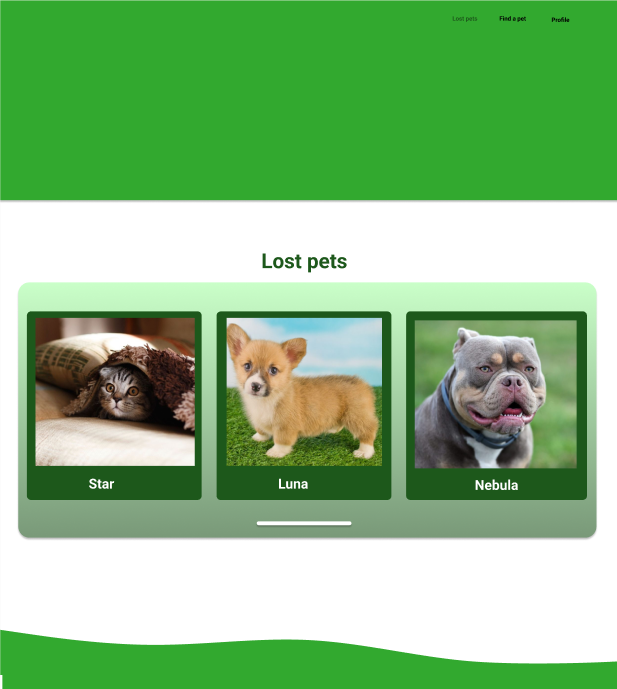 Lost pets Find a pet Profile
Lost pets
Star Luna Nebula